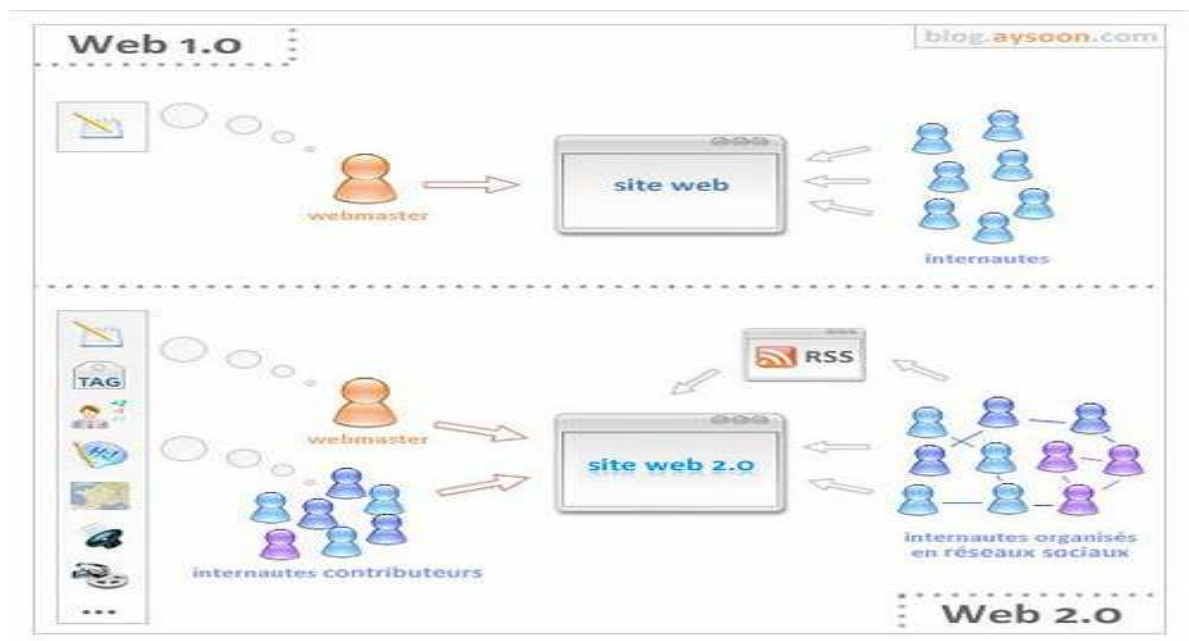 Web 1.0
blog.aysoon.com
site web
webmaster
internautes
TAG
RSS
webmaster
site web 2.0
internautes contributeurs
internautes organisés
en réseaux sociaux
...
Web 2.0